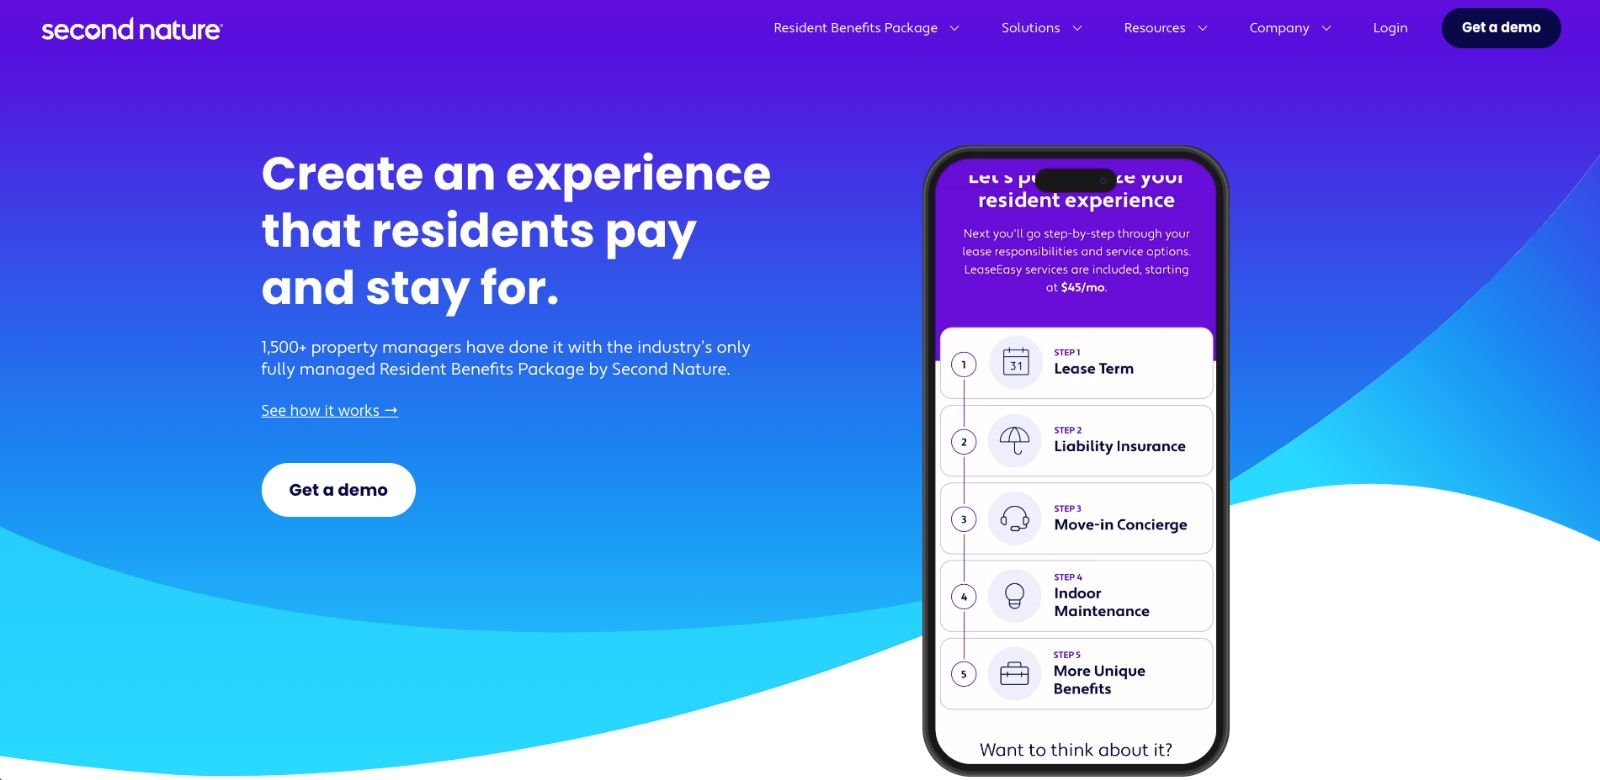 second nature
Resident Benefits Package
Solutions
Resources
Company
Login
Get a demo
Create an experience
that residents pay
and stay for.
1,500+ property managers have done it with the industry's only
fully managed Resident Benefits Package by Second Nature.
See how it works →
Get a demo
Let's your
resident experience
Next you'll go step-by-step through your
lease responsibilities and service options.
LeaseEasy services are included, starting
at $45/mo.
1
31
STEP 1
Lease Term
2
STEP 2
Liability Insurance
3
STEP 3
Move-in Concierge
4
STEP 4
Indoor
Maintenance
5
STEP 5
More Unique
Benefits
Want to think about it?